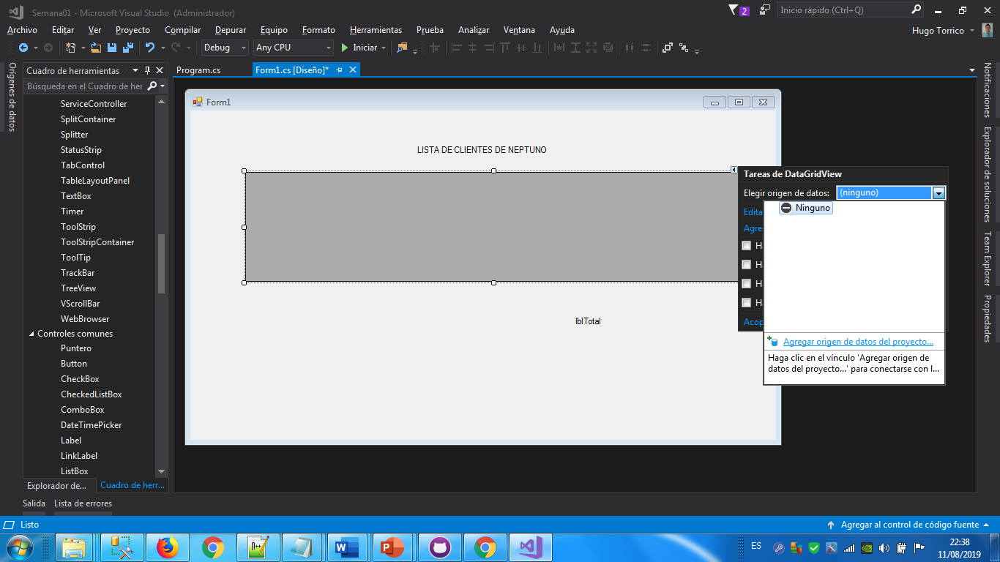 Semana01 - Microsoft Visual Studio (Administrador)
2
Inicio rápido (Ctrl+Q)
Archivo Editar Ver Proyecto Compilar Depurar Equipo Formato Herramientas Prueba Analizar Ventana Ayuda
Hugo Torrico
Debug
Any CPU
Iniciar
Orígenes de datos
Cuadro de herramientas
Búsqueda en el Cuadro de her
ServiceController
SplitContainer
Splitter
StatusStrip
TabControl
TableLayoutPanel
TextBox
Timer
ToolStrip
ToolStripContainer
ToolTip
TrackBar
TreeView
VScrollBar
WebBrowser
Controles comunes
Puntero
Button
CheckBox
CheckedListBox
ComboBox
DateTimePicker
Label
LinkLabel
ListBox
Explorador de...
Cuadro de herr...
Program.cs
Form1.cs [Diseño]*
Form1
LISTA DE CLIENTES DE NEPTUNO
lblTotal
Tareas de DataGridView
Elegir origen de datos:
(ninguno)
Ninguno
Edita
Agre
Ha
Ha
Ha
Ha
Acop
Agregar origen de datos del proyecto...
Haga clic en el vínculo 'Agregar origen de
datos del proyecto...' para conectarse con l...
Notificaciones
Explorador de soluciones
Team Explorer
Propiedades
Salida
Lista de errores
Listo
Agregar al control de código fuente
ES
22:38
11/08/2019